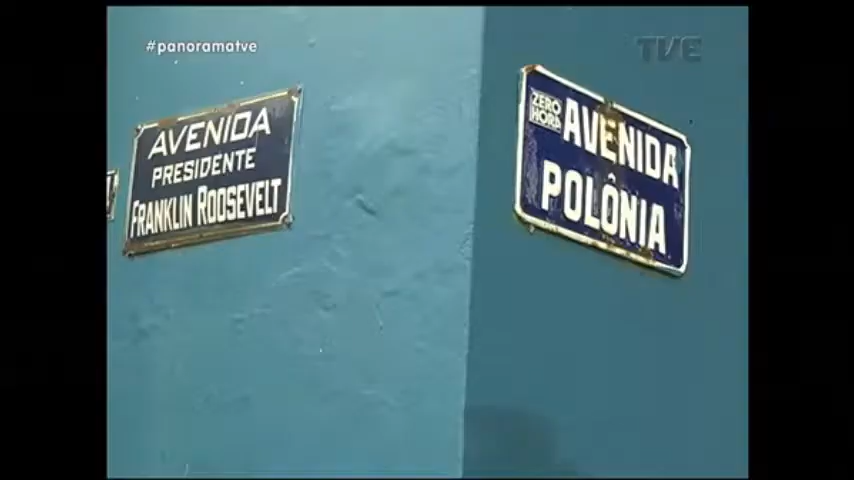 #panoramatve
TVE
AVENIDA
PRESIDENTE
FRANKLIN ROOSEVELT
ZERO
HORA
AVENIDA
POLÔNIA